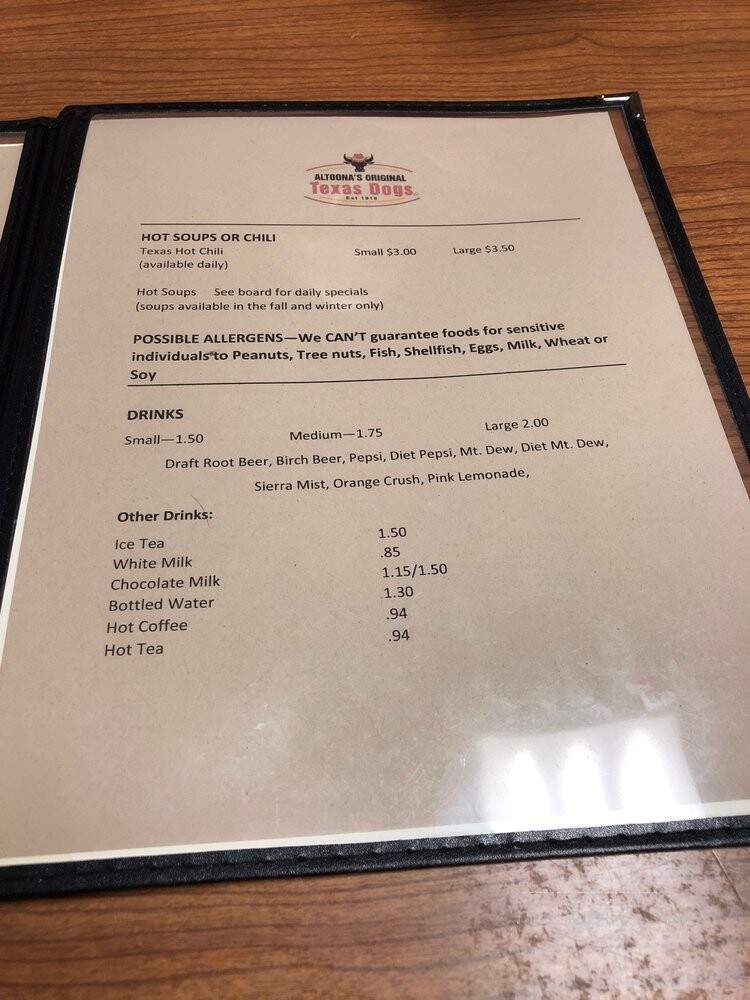 ALTOONA'S ORIGINAL
Texas Dogs
Est 1918
HOT SOUPS OR CHILI
Texas Hot Chili Small $3.00 Large $3.50
(available daily)
Hot Soups See board for daily specials
(soups available in the fall and winter only)
POSSIBLE ALLERGENS—We CAN'T guarantee foods for sensitive
individuals to Peanuts, Tree nuts, Fish, Shellfish, Eggs, Milk, Wheat or
Soy
DRINKS
Small—1.50 Medium—1.75 Large 2.00
Draft Root Beer, Birch Beer, Pepsi, Diet Pepsi, Mt. Dew, Diet Mt. Dew,
Sierra Mist, Orange Crush, Pink Lemonade,
Other Drinks:
Ice Tea 1.50
White Milk .85
Chocolate Milk 1.15/1.50
Bottled Water 1.30
Hot Coffee .94
Hot Tea .94